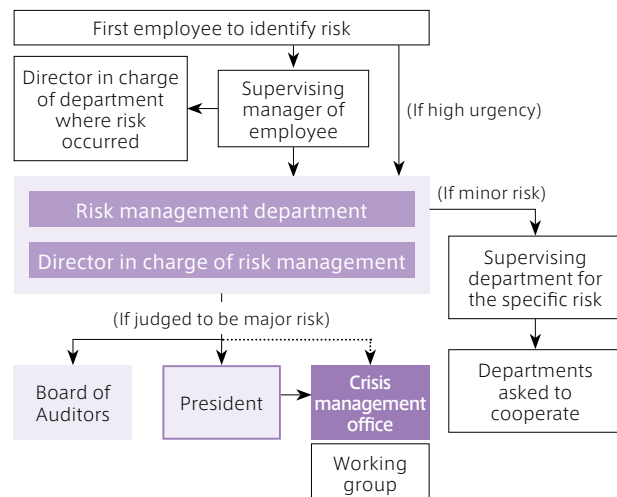 First employee to identify risk
Director in charge
of department
where risk
occurred
Supervising
manager of
employee
(If high urgency)
Risk management department
Director in charge of risk management
(If minor risk)
Supervising
department for
the specific risk
Departments
asked to
cooperate
(If judged to be major risk)
Board of
Auditors
President
Crisis
management
office
Working
group